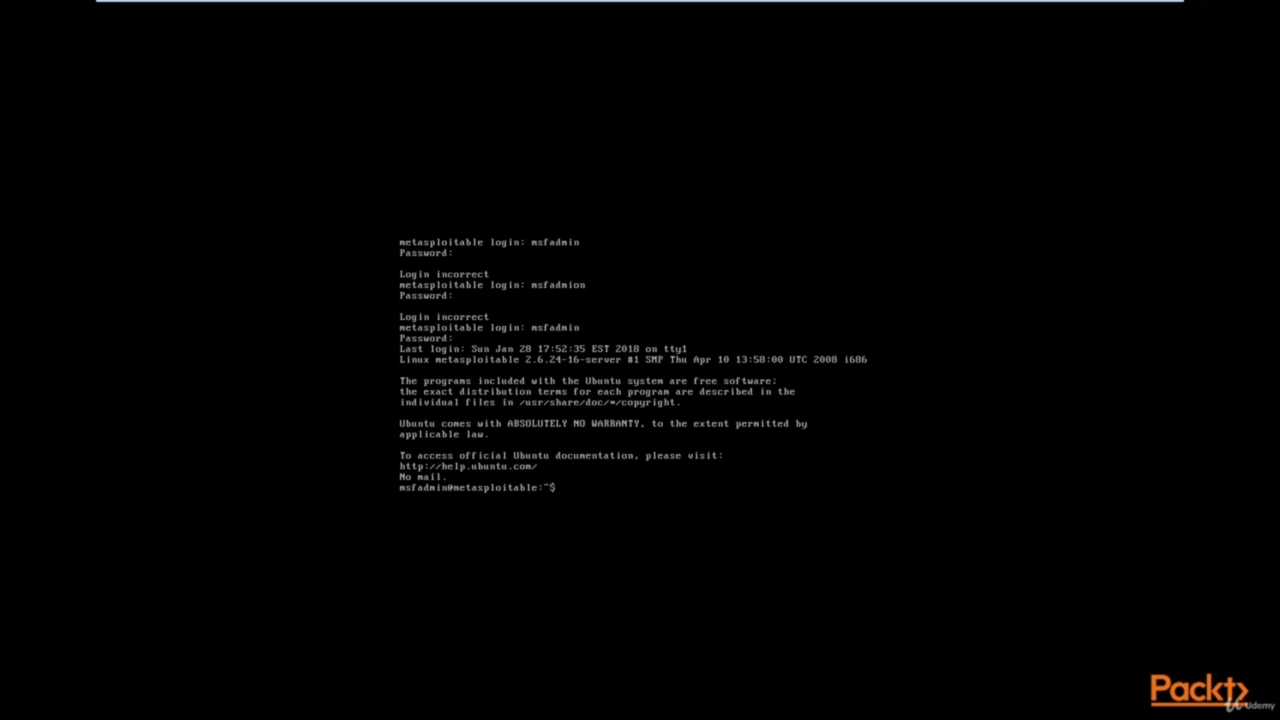 metasploitable login: msfadmin
Password:
Login incorrect
metasploitable login: msfadmion
Password:
Login incorrect
metasploitable login: msfadmin
Password:
Last login: Sun Jan 28 17:52:35 EST 2018 on tty1
Linux metasploitable 2.6.24-16-server #1 SMP Thu Apr 10 13:58:00 UTC 2008 i686
The programs included with the Ubuntu system are free software;
the exact distribution terms for each program are described in the
individual files in /usr/share/doc/*/copyright.
Ubuntu comes with ABSOLUTELY NO WARRANTY, to the extent permitted by
applicable law.
To access official Ubuntu documentation, please visit:
http://help.ubuntu.com/
No mail.
msfadmin@metasploitable:~$
Packt
Udemy